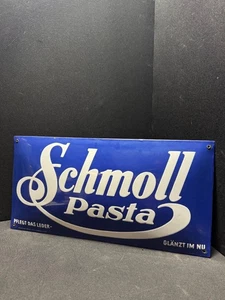 Schmoll
Pasta
PFLEGT DAS LEDER-
GLÄNZT IM NU